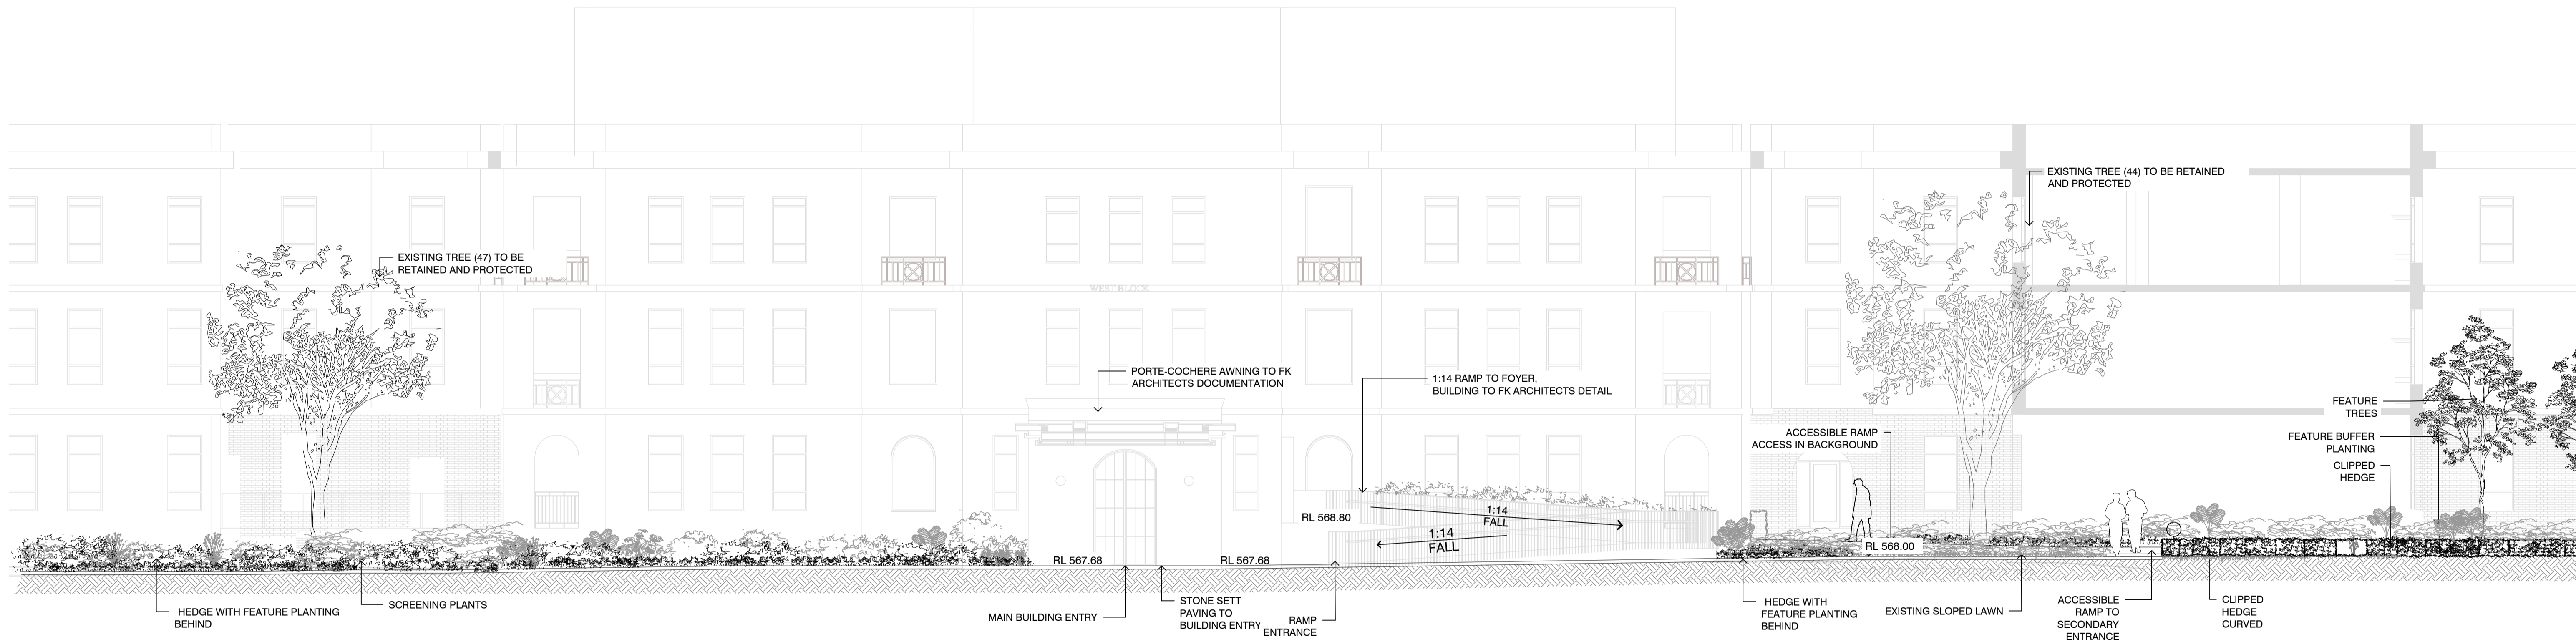 EXISTING TREE (44) TO BE RETAINED
AND PROTECTED
EXISTING TREE (47) TO BE
RETAINED AND PROTECTED
WEST BLOCK
PORTE-COCHERE AWNING TO FK
ARCHITECTS DOCUMENTATION
1:14 RAMP TO FOYER,
BUILDING TO FK ARCHITECTS DETAIL
FEATURE
TREES
ACCESSIBLE RAMP
ACCESS IN BACKGROUND
FEATURE BUFFER
PLANTING
CLIPPED
HEDGE
RL 568.80
1:14
FALL
1:14
FALL
RL 568.00
RL 567.68
RL 567.68
HEDGE WITH FEATURE PLANTING
BEHIND
SCREENING PLANTS
MAIN BUILDING ENTRY
STONE SETT
PAVING TO
BUILDING ENTRY
RAMP
ENTRANCE
HEDGE WITH
FEATURE PLANTING
BEHIND
EXISTING SLOPED LAWN
ACCESSIBLE
RAMP TO
SECONDARY
ENTRANCE
CLIPPED
HEDGE
CURVED